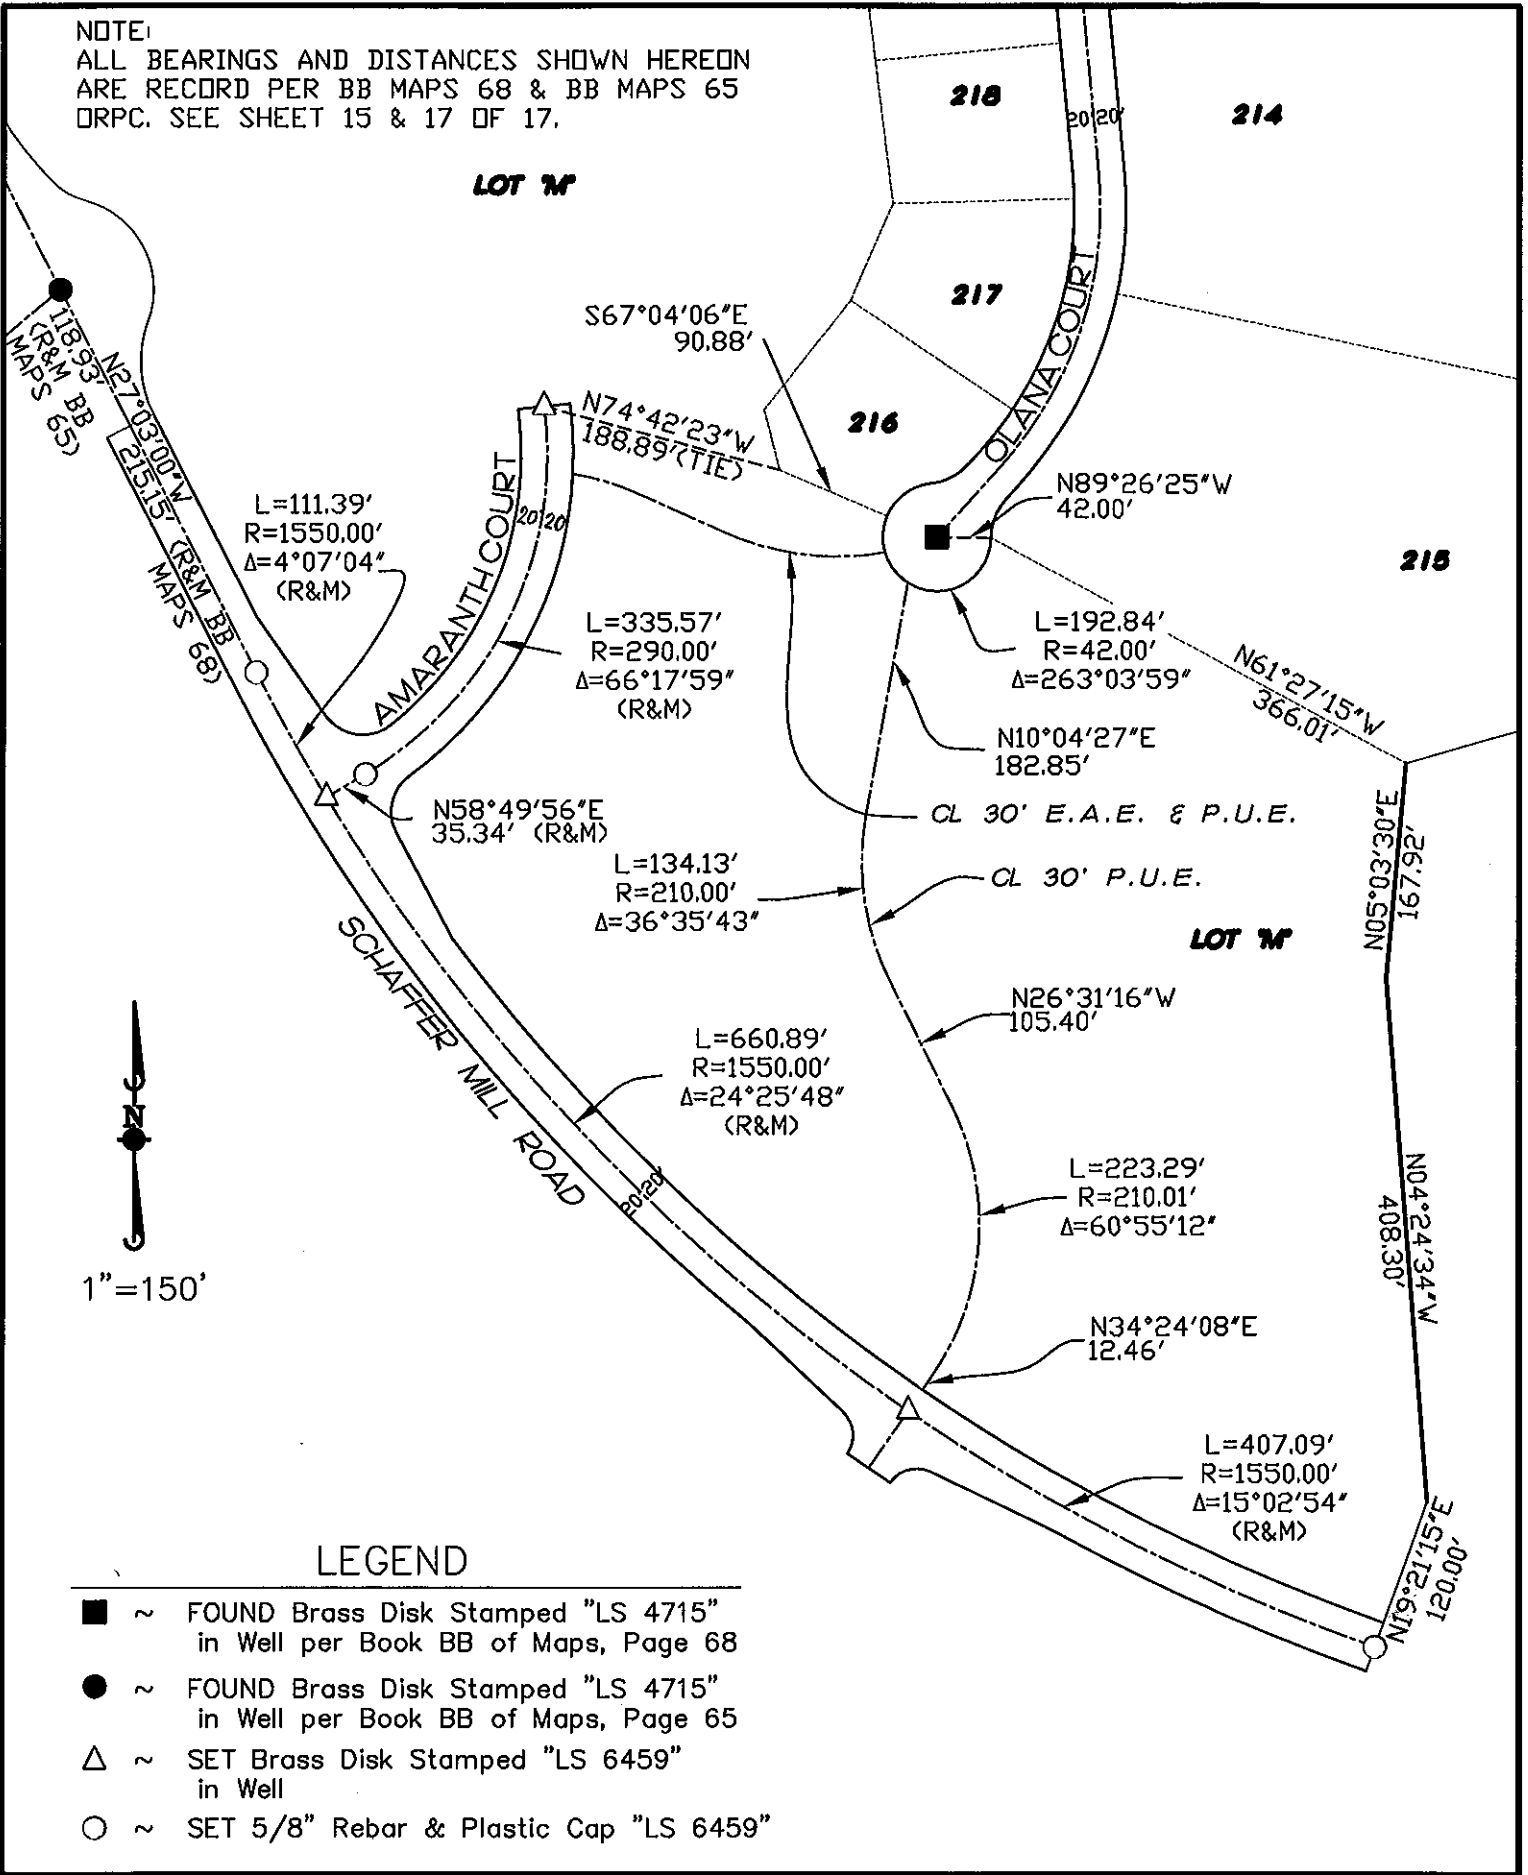 NOTE:
ALL BEARINGS AND DISTANCES SHOWN HEREON
ARE RECORD PER BB MAPS 68 & BB MAPS 65
ORPC. SEE SHEET 15 & 17 OF 17.
LOT "M"
218
20' 20'
214
217
OLANA COURT
S67°04'06"E
90.88'
216
N74°42'23"W
188.89'(TIE)
N89°26'25"W
42.00'
215
118.93'
(R&M BB
MAPS 65)
N27°03'00"W
215.15' (R&M BB
MAPS 68)
L=111.39'
R=1550.00'
Δ=4°07'04"
(R&M)
AMARANTH COURT
20' 20'
L=335.57'
R=290.00'
Δ=66°17'59"
(R&M)
L=192.84'
R=42.00'
Δ=263°03'59"
N61°27'15"W
366.01'
N10°04'27"E
182.85'
N58°49'56"E
35.34' (R&M)
CL 30' E.A.E. & P.U.E.
L=134.13'
R=210.00'
Δ=36°35'43"
CL 30' P.U.E.
N05°03'30"E
167.92'
LOT "M"
SCHAFFER MILL ROAD
N26°31'16"W
105.40'
L=660.89'
R=1550.00'
Δ=24°25'48"
(R&M)
20' 20'
N
1"=150'
L=223.29'
R=210.01'
Δ=60°55'12"
N04°24'34"W
408.30'
N34°24'08"E
12.46'
L=407.09'
R=1550.00'
Δ=15°02'54"
(R&M)
N19°21'15"E
120.00'
LEGEND
~ FOUND Brass Disk Stamped "LS 4715"
in Well per Book BB of Maps, Page 68
~ FOUND Brass Disk Stamped "LS 4715"
in Well per Book BB of Maps, Page 65
~ SET Brass Disk Stamped "LS 6459"
in Well
~ SET 5/8" Rebar & Plastic Cap "LS 6459"